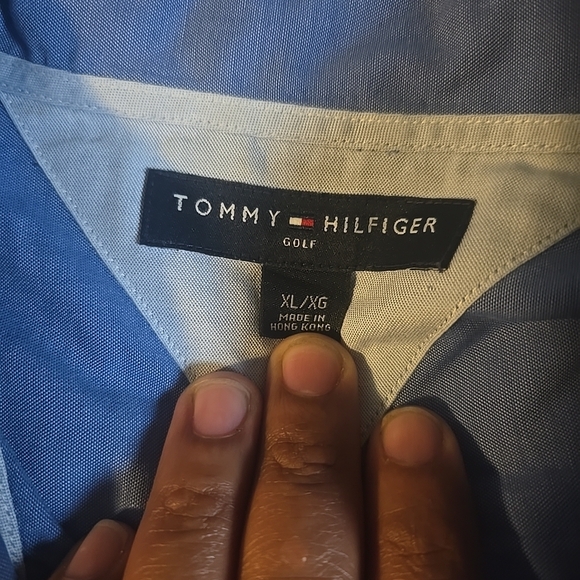 TOMMY HILFIGER
GOLF
XL/XG
MADE IN
HONG KONG